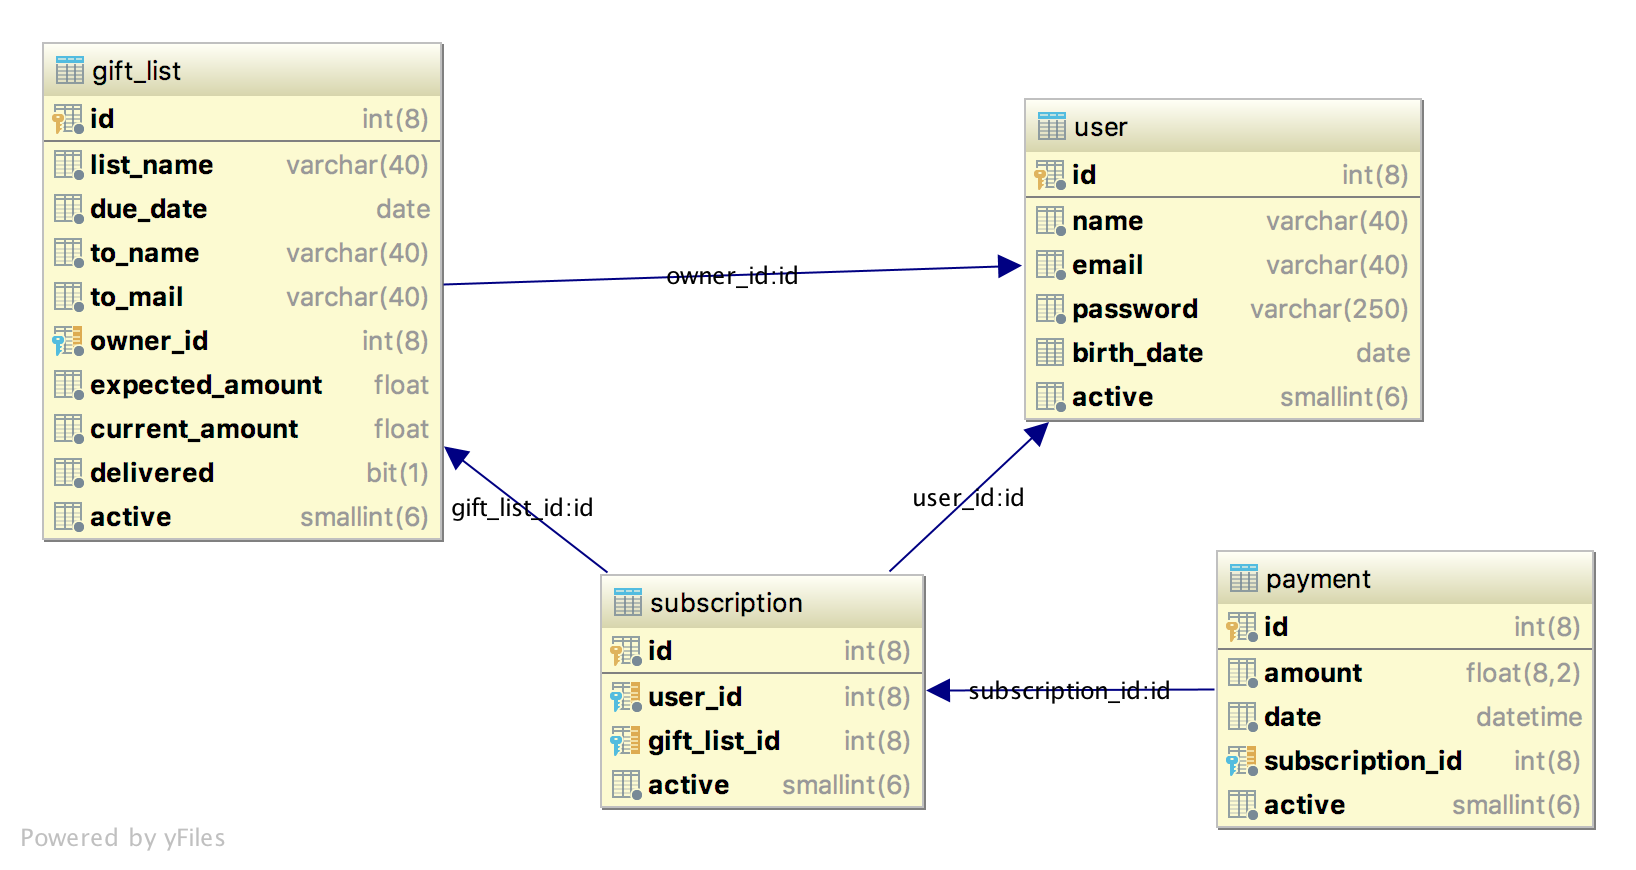 gift_list
id int(8)
list_name varchar(40)
due_date date
to_name varchar(40)
to_mail varchar(40)
owner_id int(8)
expected_amount float
current_amount float
delivered bit(1)
active smallint(6)
owner_id:id
user
id int(8)
name varchar(40)
email varchar(40)
password varchar(250)
birth_date date
active smallint(6)
gift_list_id:id
user_id:id
subscription
id int(8)
user_id int(8)
gift_list_id int(8)
active smallint(6)
subscription_id:id
payment
id int(8)
amount float(8,2)
date datetime
subscription_id int(8)
active smallint(6)
Powered by yFiles